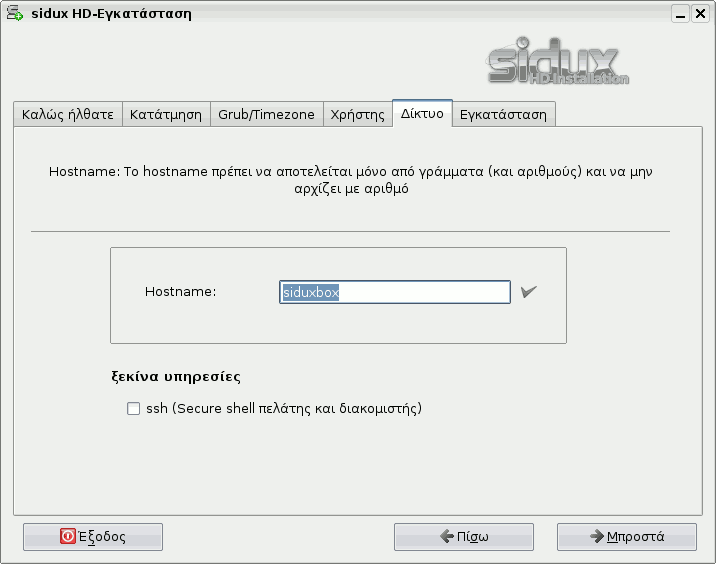 sidux HD-Εγκατάσταση
sidux
HD-Installation
Καλώς ήλθατε Κατάτμηση Grub/Timezone Χρήστης Δίκτυο Εγκατάσταση
Hostname: Το hostname πρέπει να αποτελείται μόνο από γράμματα (και αριθμούς) και να μην
αρχίζει με αριθμό
Hostname: siduxbox
ξεκίνα υπηρεσίες
ssh (Secure shell πελάτης και διακομιστής)
Έξοδος Πίσω Μπροστά